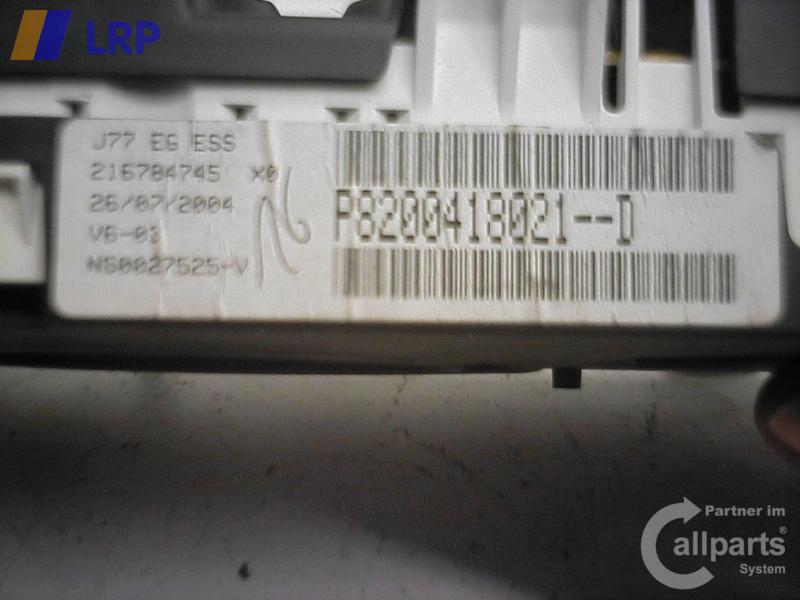 LRP
J77 EG ESS
216784745 X0
26/07/2004
V6-03
NS0027525-V
P8200418021--D
Partner im
Callparts®
System